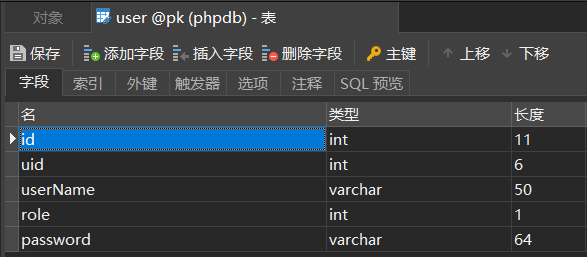 对象 user @pk (phpdb) - 表
保存 添加字段 插入字段 删除字段 主键 ↑ 上移 ↓ 下移
字段 索引 外键 触发器 选项 注释 SQL 预览
名 类型 长度
id int 11
uid int 6
userName varchar 50
role int 1
password varchar 64